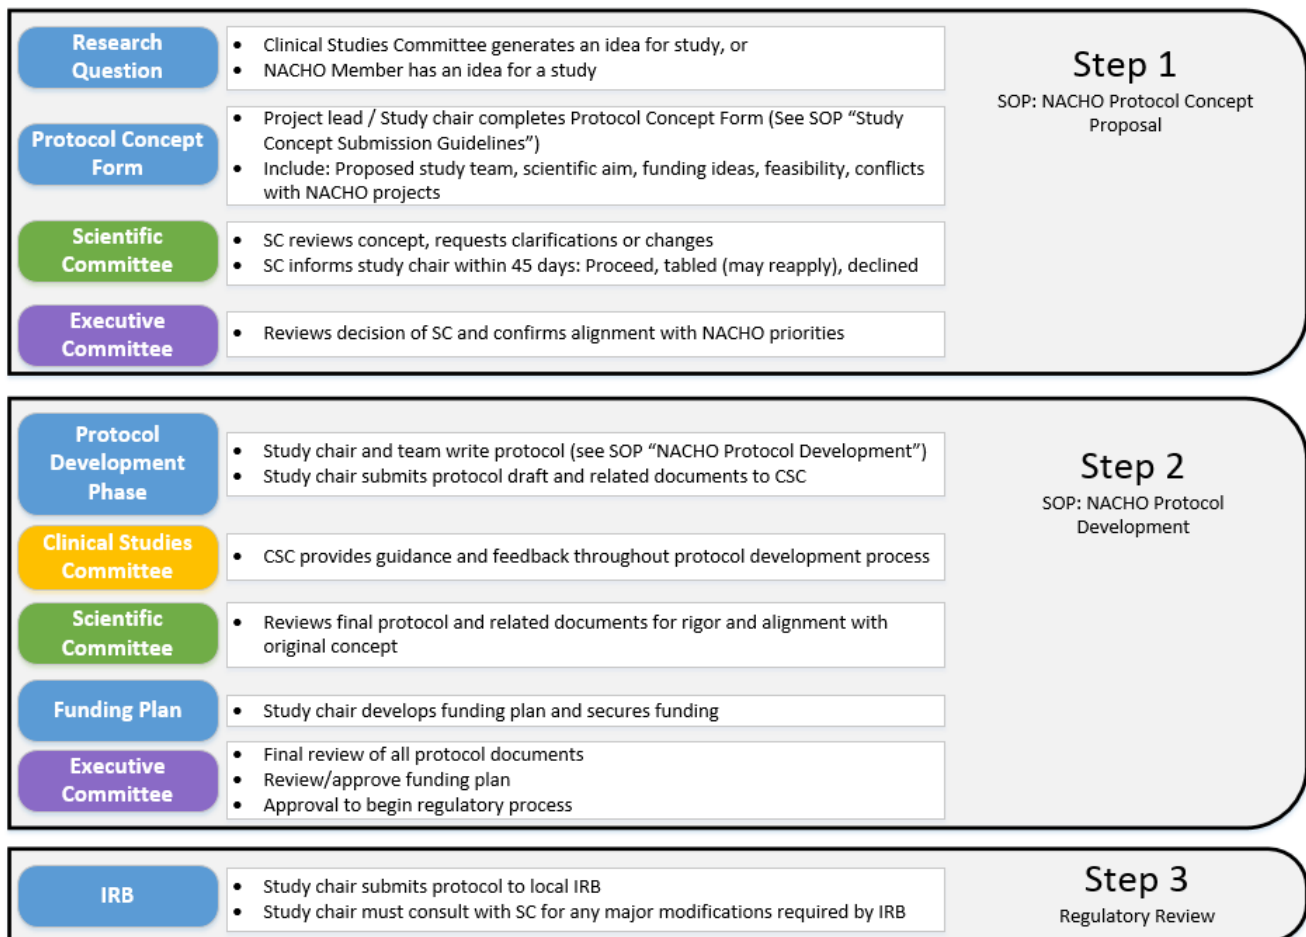 Research
Question
• Clinical Studies Committee generates an idea for study, or
• NACHO Member has an idea for a study
Step 1
SOP: NACHO Protocol Concept
Proposal
Protocol Concept
Form
• Project lead / Study chair completes Protocol Concept Form (See SOP “Study
Concept Submission Guidelines”)
• Include: Proposed study team, scientific aim, funding ideas, feasibility, conflicts
with NACHO projects
Scientific
Committee
• SC reviews concept, requests clarifications or changes
• SC informs study chair within 45 days: Proceed, tabled (may reapply), declined
Executive
Committee
• Reviews decision of SC and confirms alignment with NACHO priorities
Protocol
Development
Phase
• Study chair and team write protocol (see SOP “NACHO Protocol Development”)
• Study chair submits protocol draft and related documents to CSC
Step 2
SOP: NACHO Protocol
Development
Clinical Studies
Committee
• CSC provides guidance and feedback throughout protocol development process
Scientific
Committee
• Reviews final protocol and related documents for rigor and alignment with
original concept
Funding Plan
• Study chair develops funding plan and secures funding
Executive
Committee
• Final review of all protocol documents
• Review/approve funding plan
• Approval to begin regulatory process
IRB
• Study chair submits protocol to local IRB
• Study chair must consult with SC for any major modifications required by IRB
Step 3
Regulatory Review